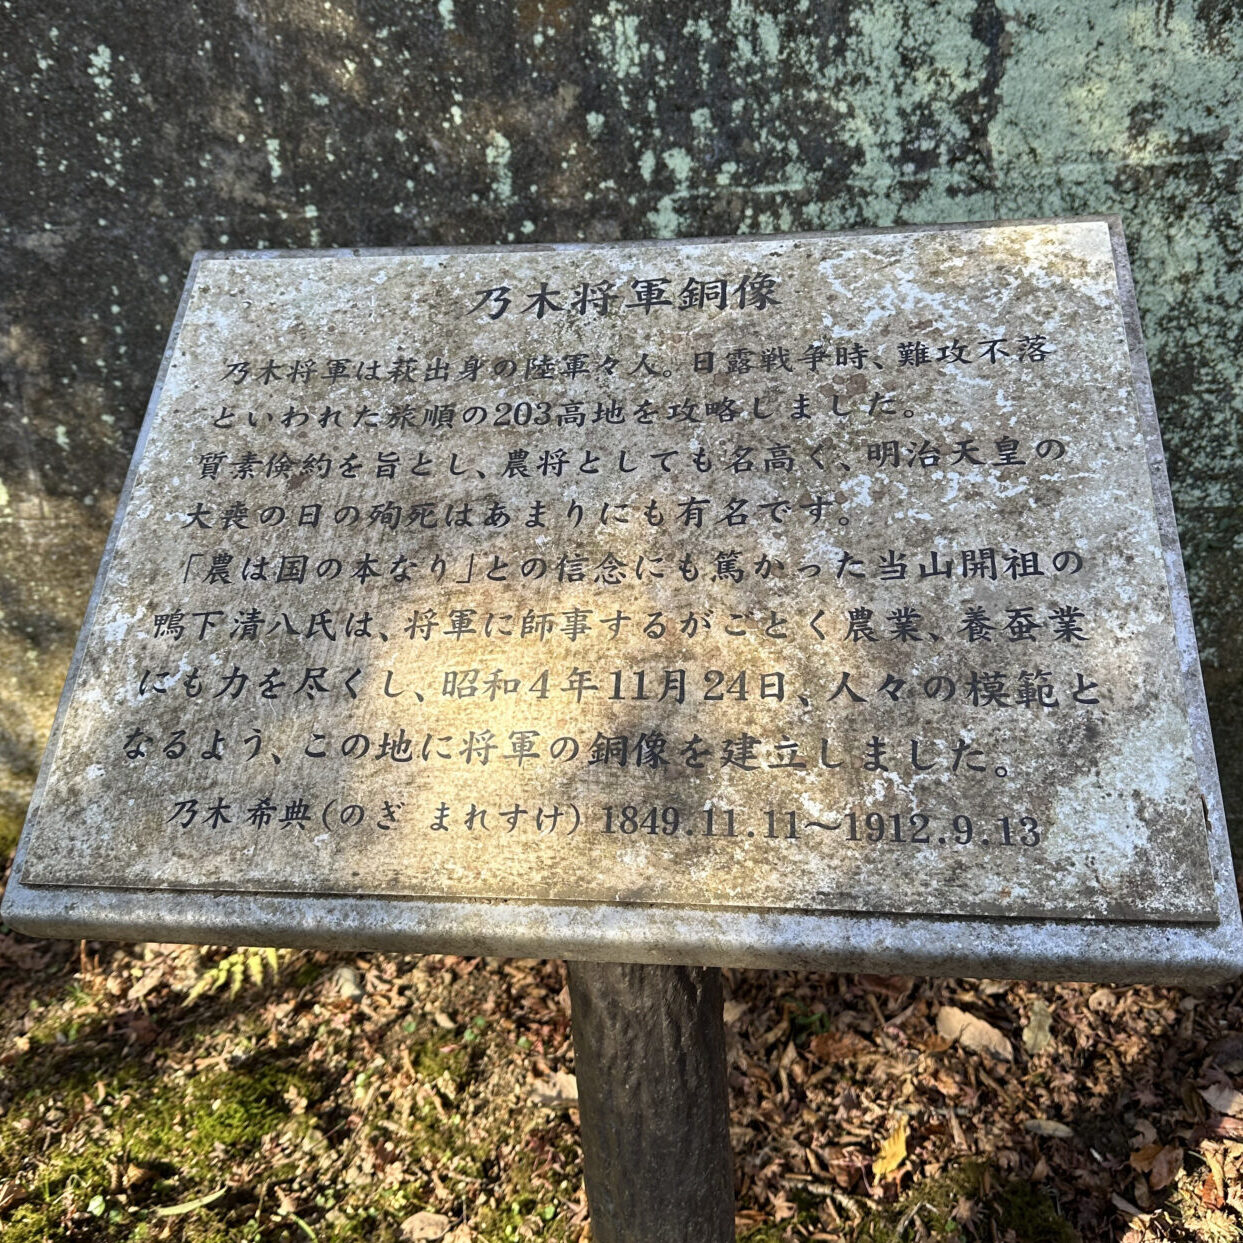 乃木将軍銅像
乃木将軍は萩出身の陸軍々人。日露戦争時、難攻不落
といわれた旅順の203高地を攻略しました。
質素倹約を旨とし、農将としても名高く、明治天皇の
大喪の日の殉死はあまりにも有名です。
「農は国の本なり」との信念にも篤かった当山開祖の
鴨下清八氏は、将軍に師事するがごとく農業、養蚕業
にも力を尽くし、昭和4年11月24日、人々の模範と
なるよう、この地に将軍の銅像を建立しました。
乃木 希典(のぎ まれすけ) 1849.11.11〜1912.9.13